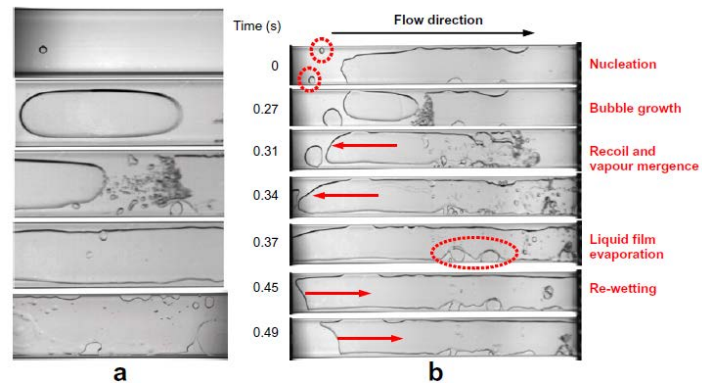 Time (s)
Flow direction
0
Nucleation
0.27
Bubble growth
0.31
Recoil and
vapour mergence
0.34
0.37
Liquid film
evaporation
0.45
Re-wetting
0.49
a
b